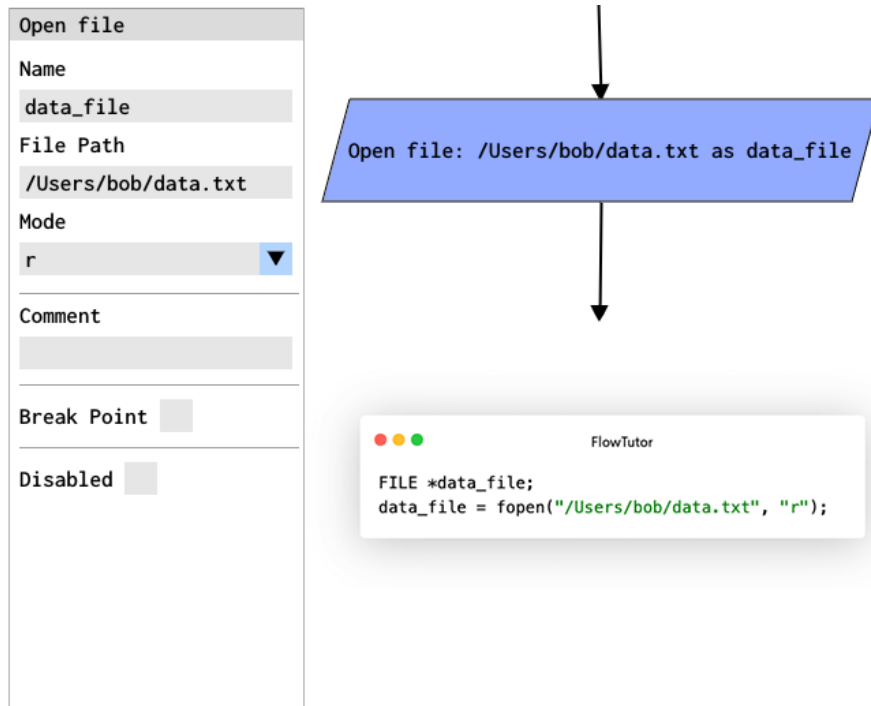 Open file
Name
data_file
File Path
/Users/bob/data.txt
Mode
r
Comment
Break Point
Disabled
Open file: /Users/bob/data.txt as data_file
FlowTutor
FILE *data_file;
data_file = fopen("/Users/bob/data.txt", "r");